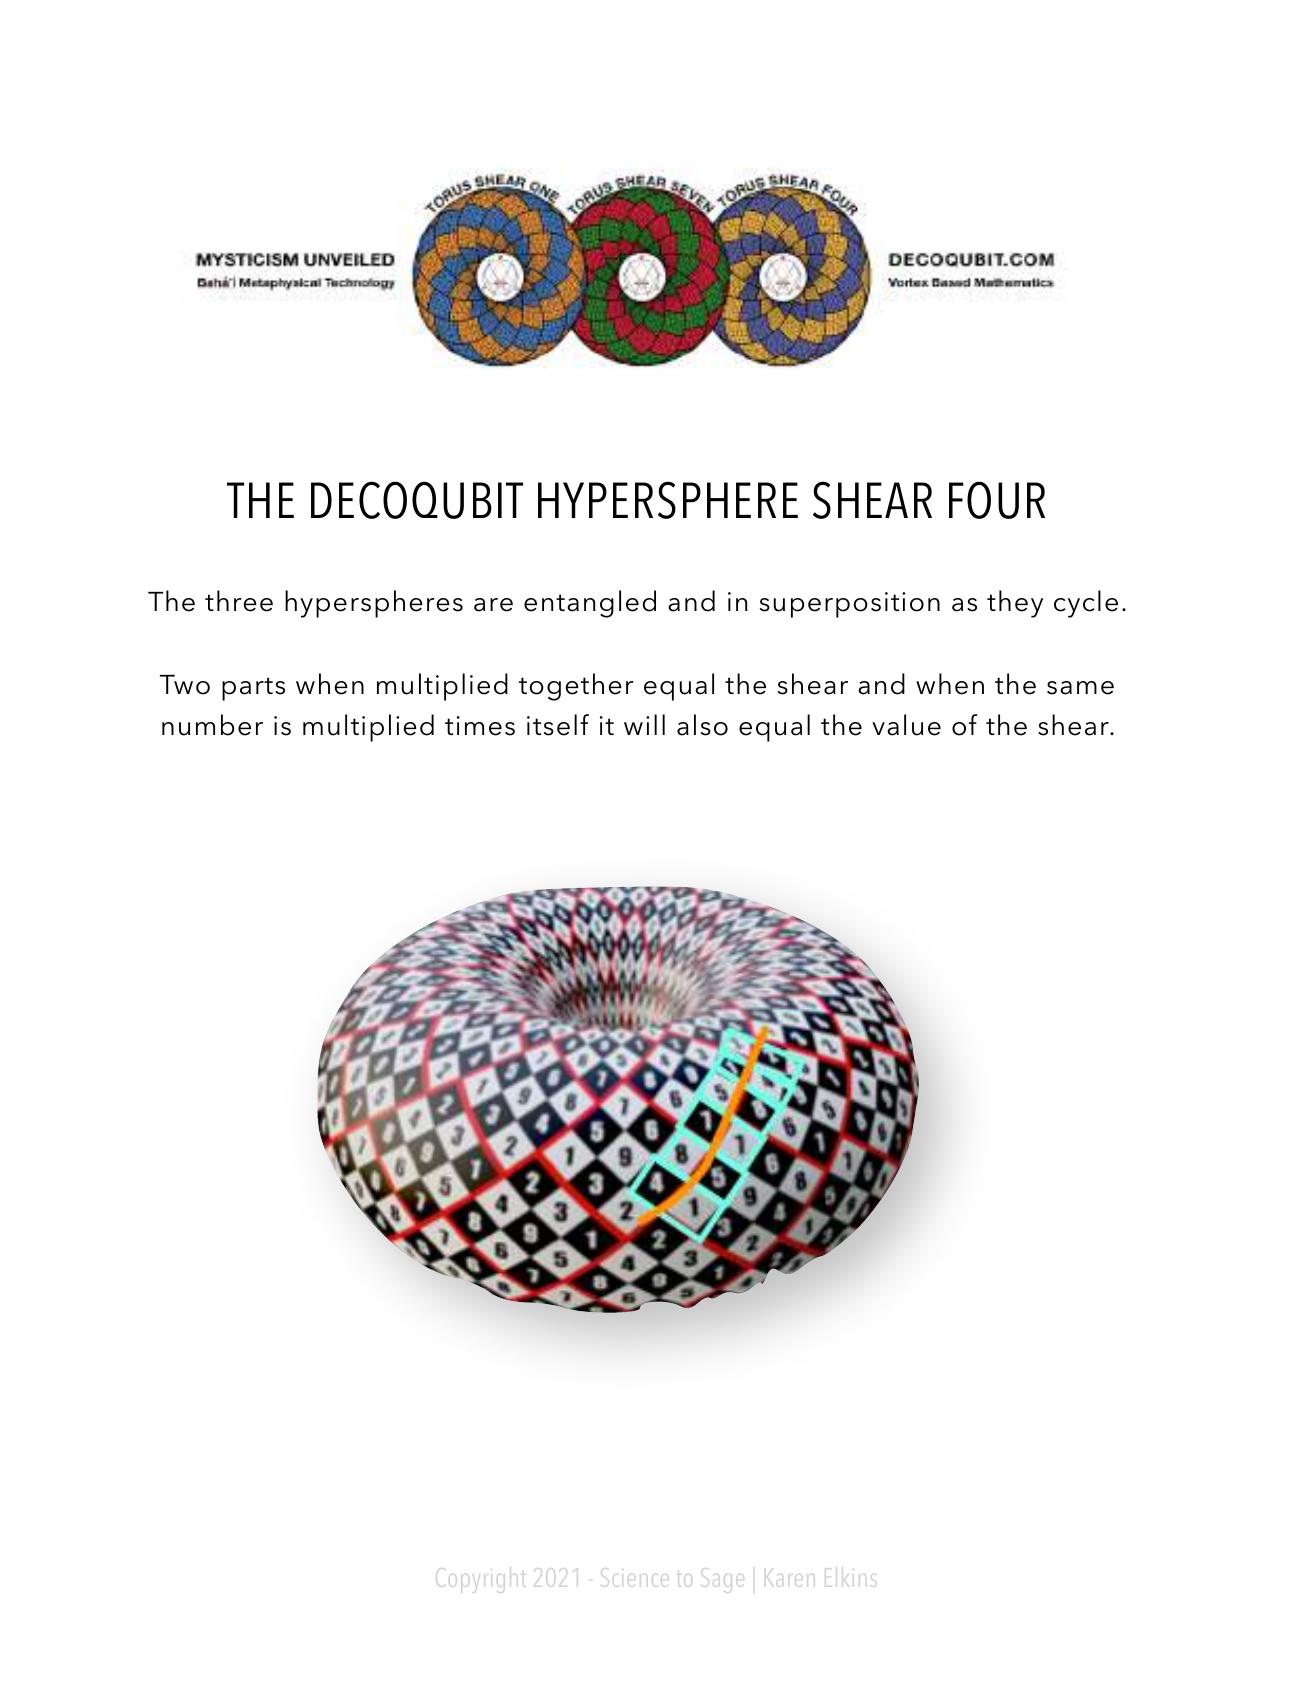 TORUS SHEAR ONE
TORUS SHEAR SEVEN
TORUS SHEAR FOUR
MYSTICISM UNVEILED
Bahá'í Metaphysical Technology
DECOQUBIT.COM
Vortex Based Mathematics
THE DECOQUBIT HYPERSPHERE SHEAR FOUR
The three hyperspheres are entangled and in superposition as they cycle.
Two parts when multiplied together equal the shear and when the same
number is multiplied times itself it will also equal the value of the shear.
Copyright 2021 - Science to Sage | Karen Elkins